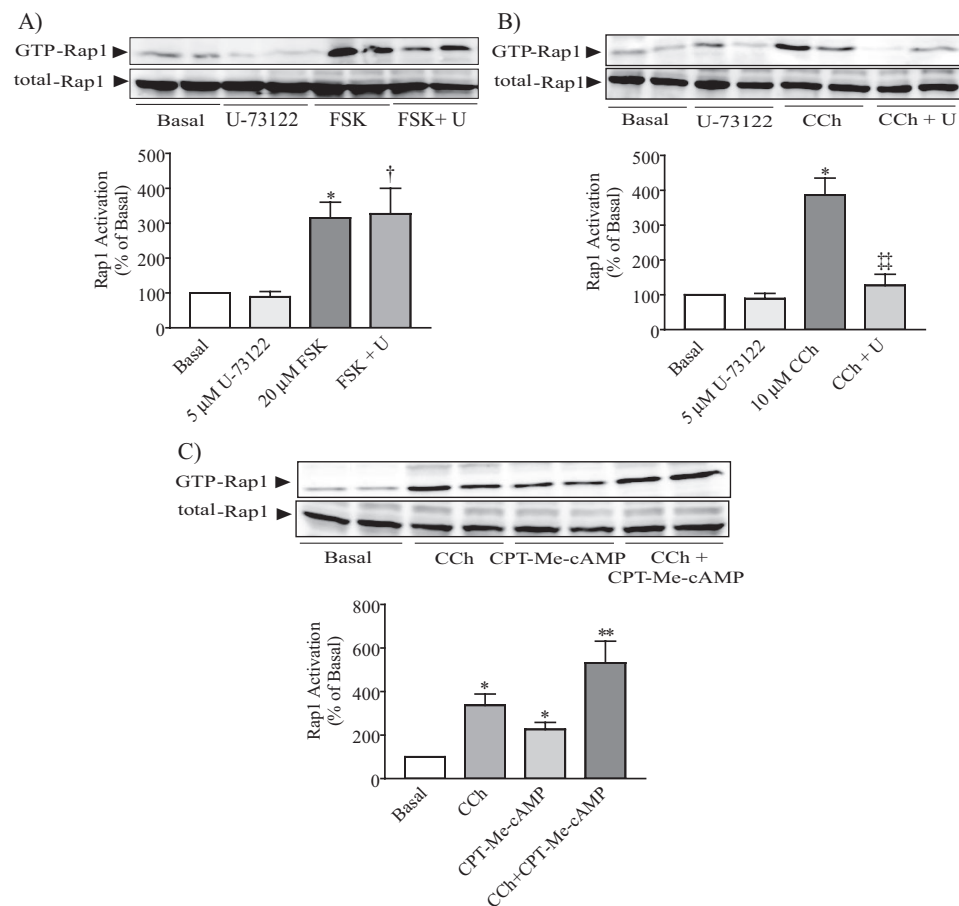 A)
GTP-Rap1
total-Rap1
Basal U-73122 FSK FSK+ U
Rap1 Activation
(% of Basal)
500
400
300
200
100
0
* †
Basal
5 µM U-73122
20 µM FSK
FSK + U
B)
GTP-Rap1
total-Rap1
Basal U-73122 CCh CCh + U
Rap1 Activation
(% of Basal)
500
400
300
200
100
0
* ‡‡
Basal
5 µM U-73122
10 µM CCh
CCh + U
C)
GTP-Rap1
total-Rap1
Basal CCh CPT-Me-cAMP CCh +
CPT-Me-cAMP
Rap1 Activation
(% of Basal)
800
600
400
200
0
* * **
Basal
CCh
CPT-Me-cAMP
CCh+CPT-Me-cAMP